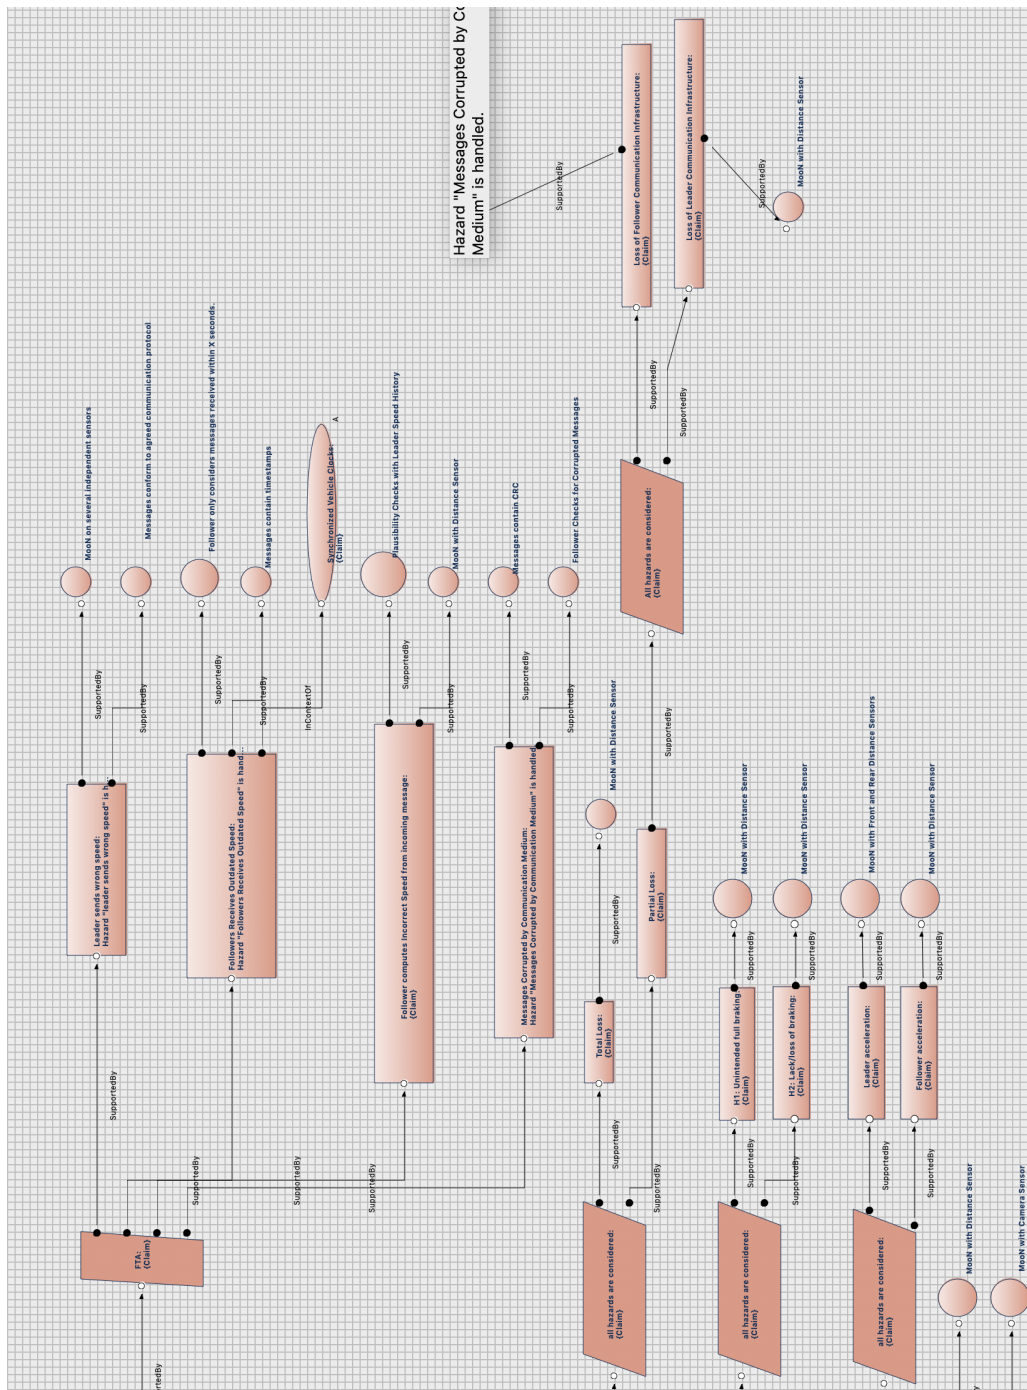 Hazard "Messages Corrupted by Co
Medium" is handled.
Loss of Follower Communication Infrastructure:
{Claim}
Loss of Leader Communication Infrastructure:
{Claim}
SupportedBy
SupportedBy
MooN with Distance Sensor
SupportedBy
SupportedBy
All hazards are considered:
{Claim}
SupportedBy
MooN on several independent sensors
Messages conform to agreed communication protocol
Follower only considers messages received within X seconds.
Messages contain timestamps
A
Synchronized Vehicle Clocks:
{Claim}
Plausibility Checks with Leader Speed History
MooN with Distance Sensor
Messages contain CRC
Follower Checks for Corrupted Messages
SupportedBy
SupportedBy
SupportedBy
SupportedBy
InContextOf
SupportedBy
SupportedBy
SupportedBy
SupportedBy
Leader sends wrong speed:
Hazard "leader sends wrong speed" is h...
Followers Receives Outdated Speed:
Hazard "Followers Receives Outdated Speed" is hand...
Follower computes Incorrect Speed from incoming message:
{Claim}
Messages Corrupted by Communication Medium:
Hazard "Messages Corrupted by Communication Medium" is handled
MooN with Distance Sensor
SupportedBy
Total Loss:
{Claim}
Partial Loss:
{Claim}
MooN with Distance Sensor
MooN with Distance Sensor
MooN with Front and Rear Distance Sensors
MooN with Distance Sensor
SupportedBy
SupportedBy
SupportedBy
SupportedBy
H1: Unintended full braking:
{Claim}
H2: Lack/loss of braking:
{Claim}
Leader acceleration:
{Claim}
Follower acceleration:
{Claim}
SupportedBy
SupportedBy
SupportedBy
SupportedBy
SupportedBy
SupportedBy
SupportedBy
SupportedBy
SupportedBy
SupportedBy
FTA:
{Claim}
all hazards are considered:
{Claim}
all hazards are considered:
{Claim}
all hazards are considered:
{Claim}
MooN with Distance Sensor
MooN with Camera Sensor
rtedBy